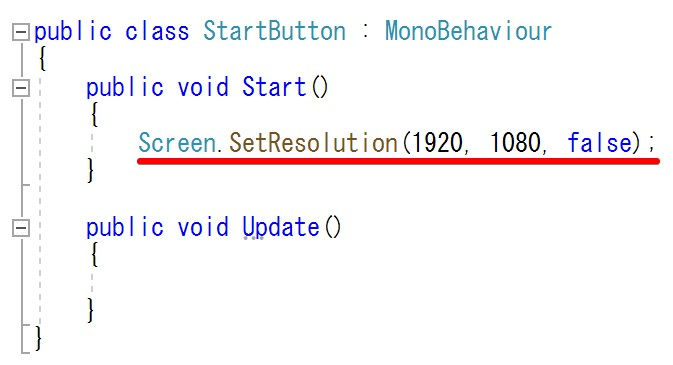 public class StartButton : MonoBehaviour
{
public void Start()
{
Screen.SetResolution(1920, 1080, false);
}
public void Update()
{
}
}